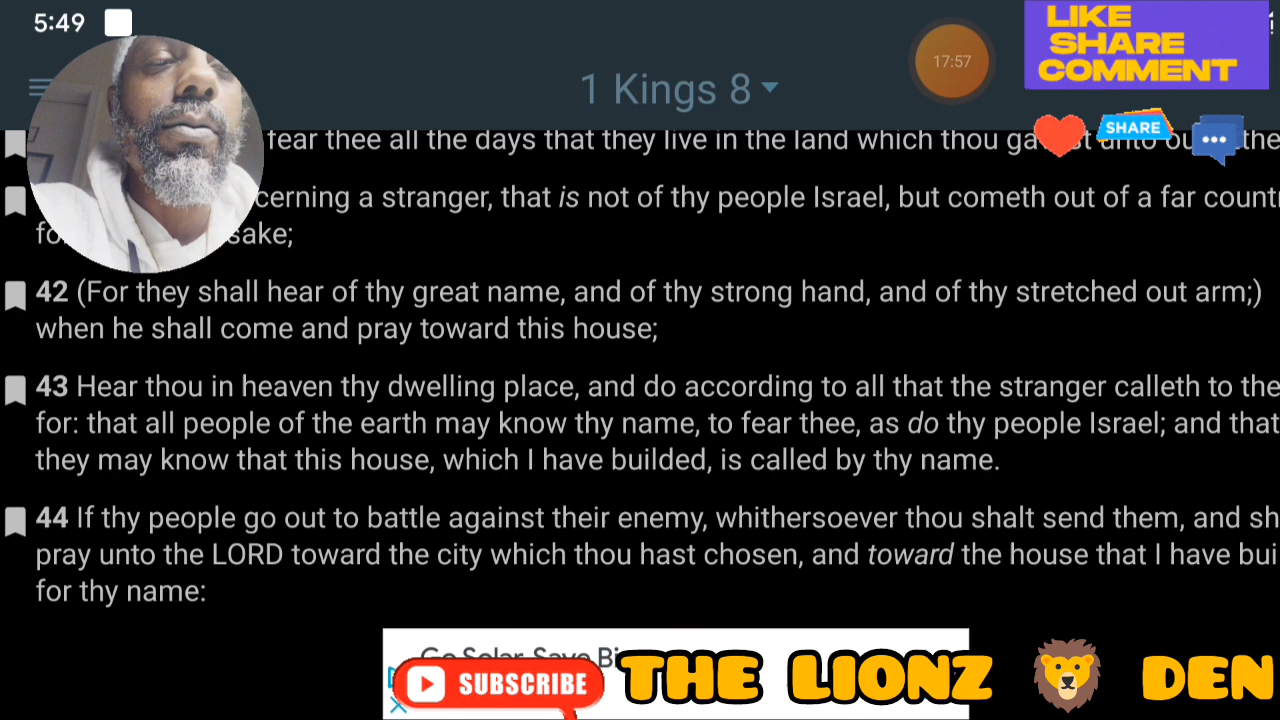 5:49
17:57
LIKE
SHARE
COMMENT
1 Kings 8
SHARE
fear thee all the days that they live in the land which thou
cerning a stranger, that is not of thy people Israel, but cometh out of a far
sake;
42 (For they shall hear of thy great name, and of thy strong hand, and of thy stretched out arm;)
when he shall come and pray toward this house;
43 Hear thou in heaven thy dwelling place, and do according to all that the stranger calleth to
for: that all people of the earth may know thy name, to fear thee, as do thy people Israel; and that
they may know that this house, which I have builded, is called by thy name.
44 If thy people go out to battle against their enemy, whithersoever thou shalt send them, and
pray unto the LORD toward the city which thou hast chosen, and toward the house that I have
for thy name:
Go Solar, Save
SUBSCRIBE
THE LIONZ DEN